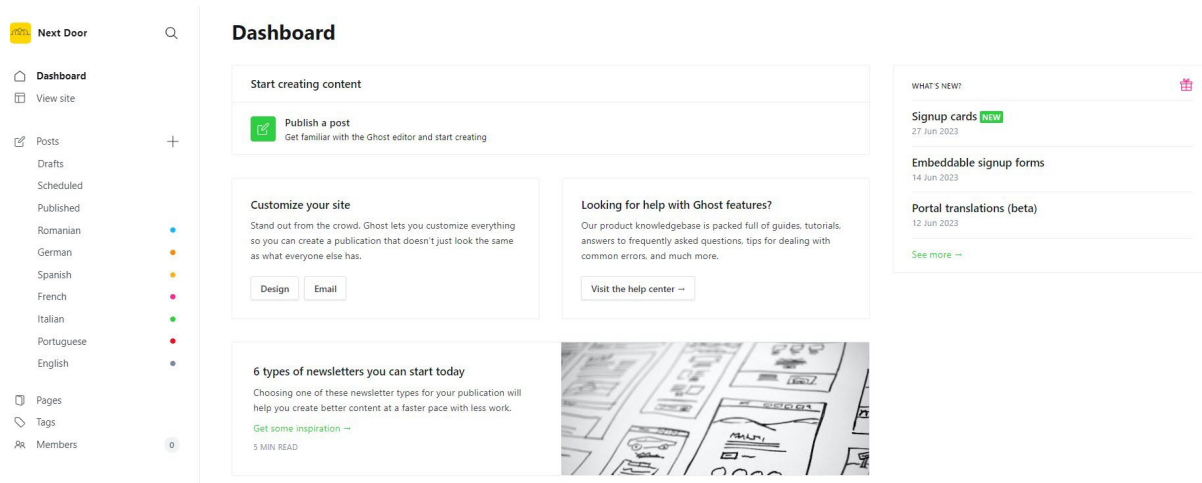 Next Door
Dashboard
View site
Posts
Drafts
Scheduled
Published
Romanian
German
Spanish
French
Italian
Portuguese
English
Pages
Tags
Members 0
Dashboard
Start creating content
Publish a post
Get familiar with the Ghost editor and start creating
Customize your site
Stand out from the crowd. Ghost lets you customize everything
so you can create a publication that doesn't just look the same
as what everyone else has.
Design Email
Looking for help with Ghost features?
Our product knowledgebase is packed full of guides, tutorials,
answers to frequently asked questions, tips for dealing with
common errors, and much more.
Visit the help center →
6 types of newsletters you can start today
Choosing one of these newsletter types for your publication will
help you create better content at a faster pace with less work.
Get some inspiration →
5 MIN READ
WHAT'S NEW?
Signup cards NEW
27 Jun 2023
Embeddable signup forms
14 Jun 2023
Portal translations (beta)
12 Jun 2023
See more →